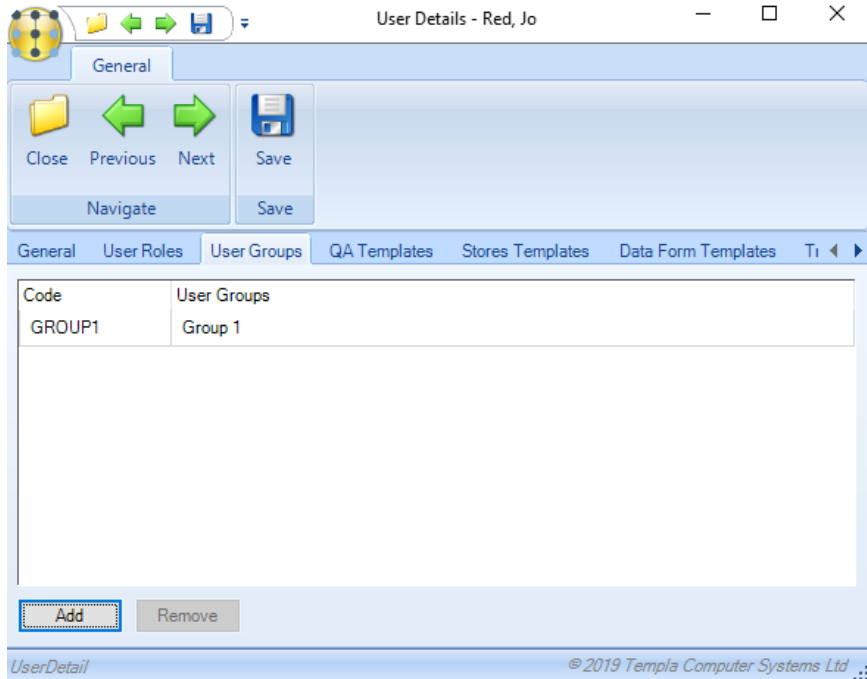 User Details - Red, Jo
General
Close Previous Next Save
Navigate Save
General User Roles User Groups QA Templates Stores Templates Data Form Templates
Code User Groups
GROUP1 Group 1
Add Remove
UserDetail © 2019 Templa Computer Systems Ltd